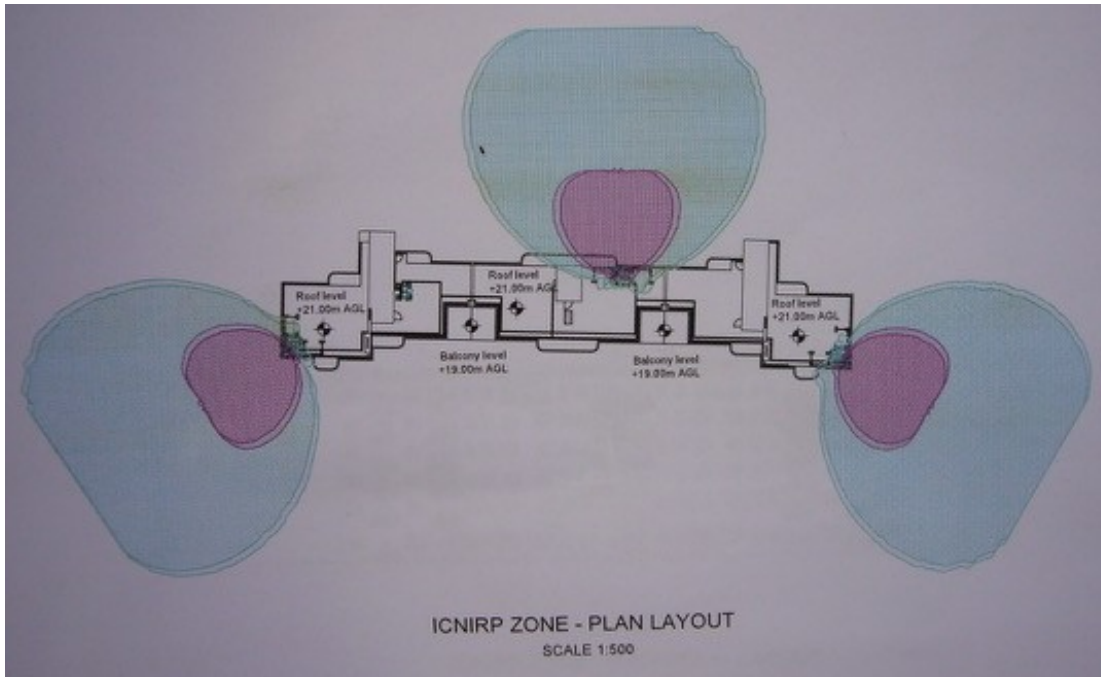 Roof level
+21.00m AGL
Roof level
+21.00m AGL
Roof level
+21.00m AGL
Balcony level
+19.00m AGL
Balcony level
+19.00m AGL
ICNIRP ZONE - PLAN LAYOUT
SCALE 1:500